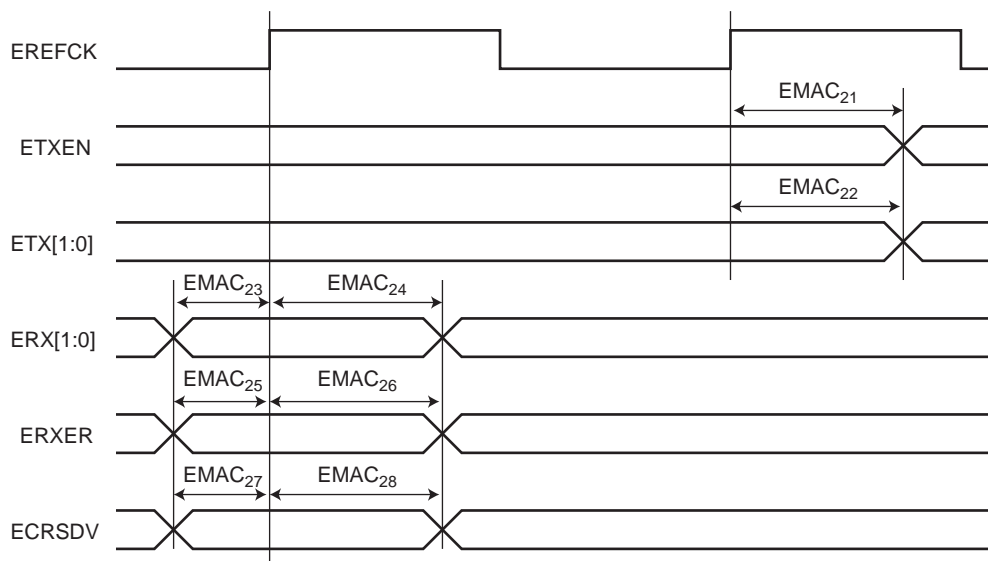 EREFCK
EMAC21
ETXEN
EMAC22
ETX[1:0]
EMAC23 EMAC24
ERX[1:0]
EMAC25 EMAC26
ERXER
EMAC27 EMAC28
ECRSDV